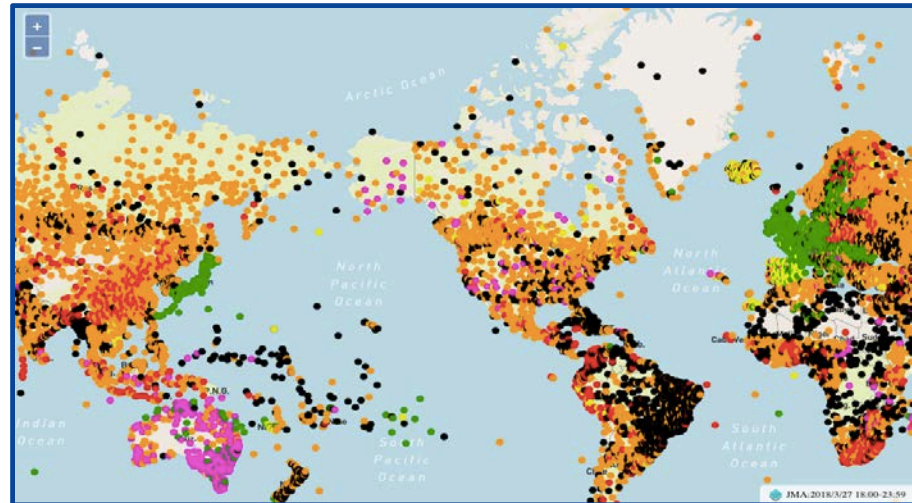 +
−
Arctic Ocean
North
Pacific
Ocean
North
Atlantic
Ocean
Indian
Ocean
South
Pacific
Ocean
South
Atlantic
Ocean
JMA:2018/3/27 18:00-23:59